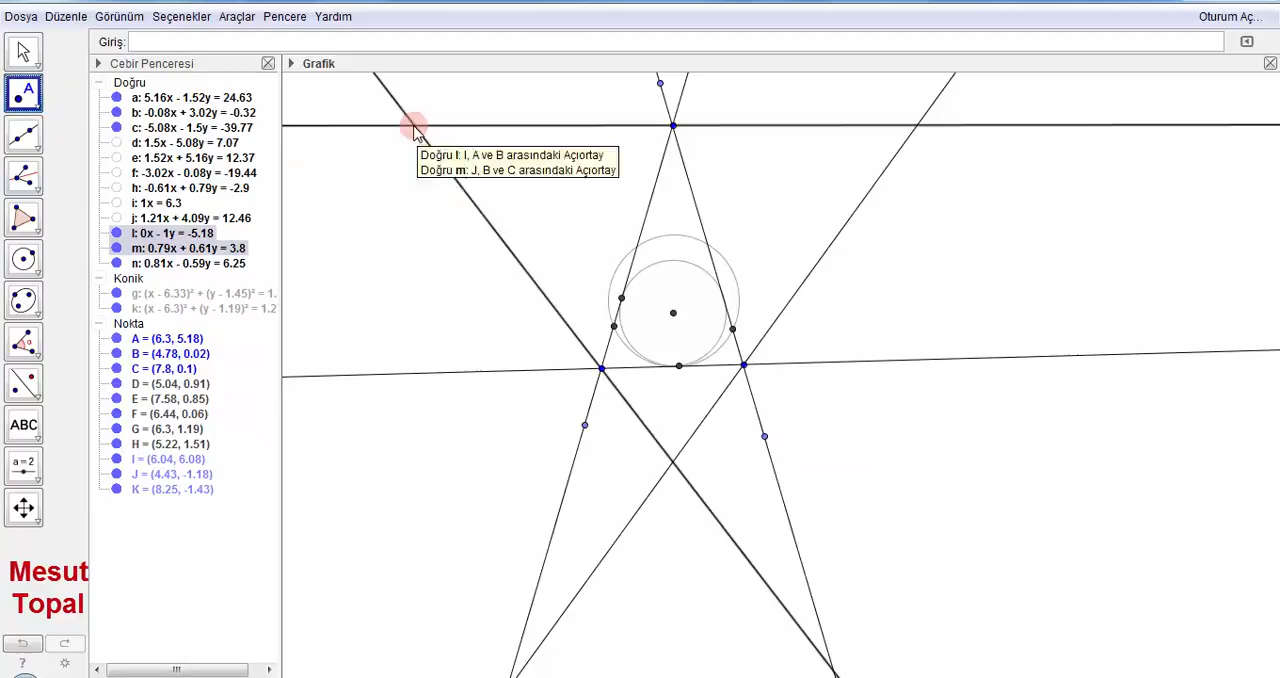 Dosya Düzenle Görünüm Seçenekler Araçlar Pencere Yardım Oturum Aç...
Giriş:
Cebir Penceresi
Grafik
Doğru
a: 5.16x - 1.52y = 24.63
b: -0.08x + 3.02y = -0.32
c: -5.08x - 1.5y = -39.77
d: 1.5x - 5.08y = 7.07
e: 1.52x + 5.16y = 12.37
f: -3.02x - 0.08y = -19.44
h: -0.61x + 0.79y = -2.9
i: 1x = 6.3
j: 1.21x + 4.09y = 12.46
l: 0x - 1y = -5.18
m: 0.79x + 0.61y = 3.8
n: 0.81x - 0.59y = 6.25
Konik
g: (x - 6.33)² + (y - 1.45)² = 1.
k: (x - 6.3)² + (y - 1.19)² = 1.2
Nokta
A = (6.3, 5.18)
B = (4.78, 0.02)
C = (7.8, 0.1)
D = (5.04, 0.91)
E = (7.58, 0.85)
F = (6.44, 0.06)
G = (6.3, 1.19)
H = (5.22, 1.51)
I = (6.04, 6.08)
J = (4.43, -1.18)
K = (8.25, -1.43)
Doğru l: I, A ve B arasındaki Açıortay
Doğru m: J, B ve C arasındaki Açıortay
A
α
ABC
a = 2
Mesut
Topal
?